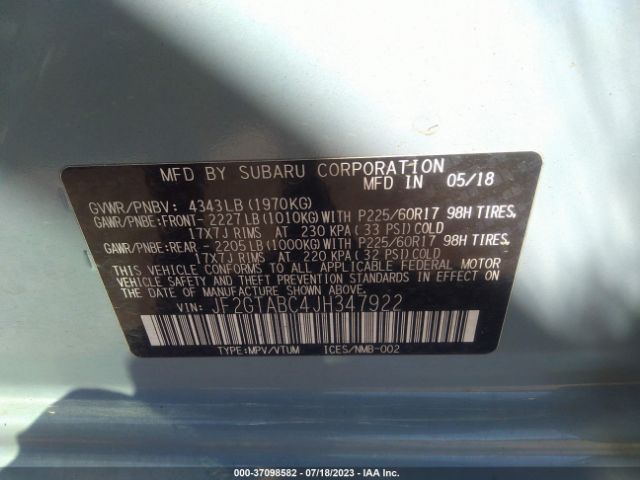 MFD BY SUBARU CORPORATION
MFD IN 05/18
GVWR/PNBV: 4343LB (1970KG)
GAWR/PNBE:FRONT- 2227LB (1010KG) WITH P225/60R17 98H TIRES,
17X7J RIMS AT 230 KPA ( 33 PSI) COLD
GAWR/PNBE:REAR - 2205LB (1000KG) WITH P225/60R17 98H TIRES,
17X7J RIMS AT 220 KPA ( 32 PSI) COLD
THIS VEHICLE CONFORMS TO ALL APPLICABLE FEDERAL MOTOR
VEHICLE SAFETY AND THEFT PREVENTION STANDARDS IN EFFECT ON
THE DATE OF MANUFACTURE SHOWN ABOVE.
VIN: JF2GTABC4JH347922
TYPE:MPV/VTUM ICES/NMB-002
000-37098582 - 07/18/2023 - IAA Inc.